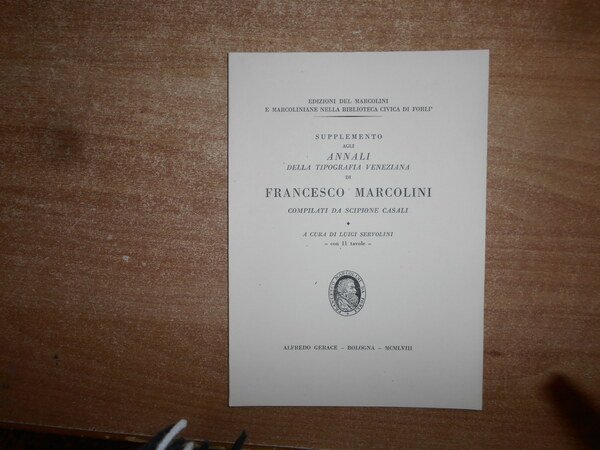 EDIZIONI DEL MARCOLINI
E MARCOLINIANE NELLA BIBLIOTECA CIVICA DI FORLI'
SUPPLEMENTO
AGLI
ANNALI
DELLA TIPOGRAFIA VENEZIANA
DI
FRANCESCO MARCOLINI
COMPILATI DA SCIPIONE CASALI
A CURA DI LUIGI SERVOLINI
– con 11 tavole –
ALFREDO GERACE – BOLOGNA – MCMLVIII